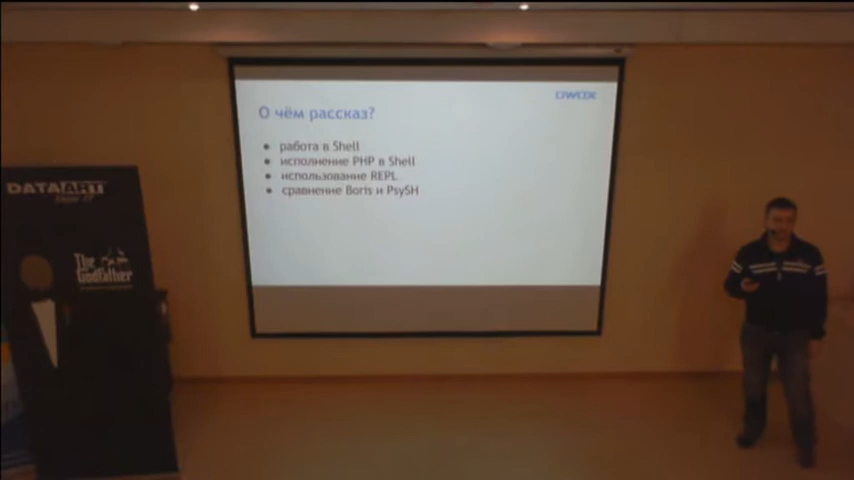 О чём рассказ?
● работа в Shell
● исполнение PHP в Shell
● использование REPL
● сравнение Boris и PsySH
DATAART
The
Godfather